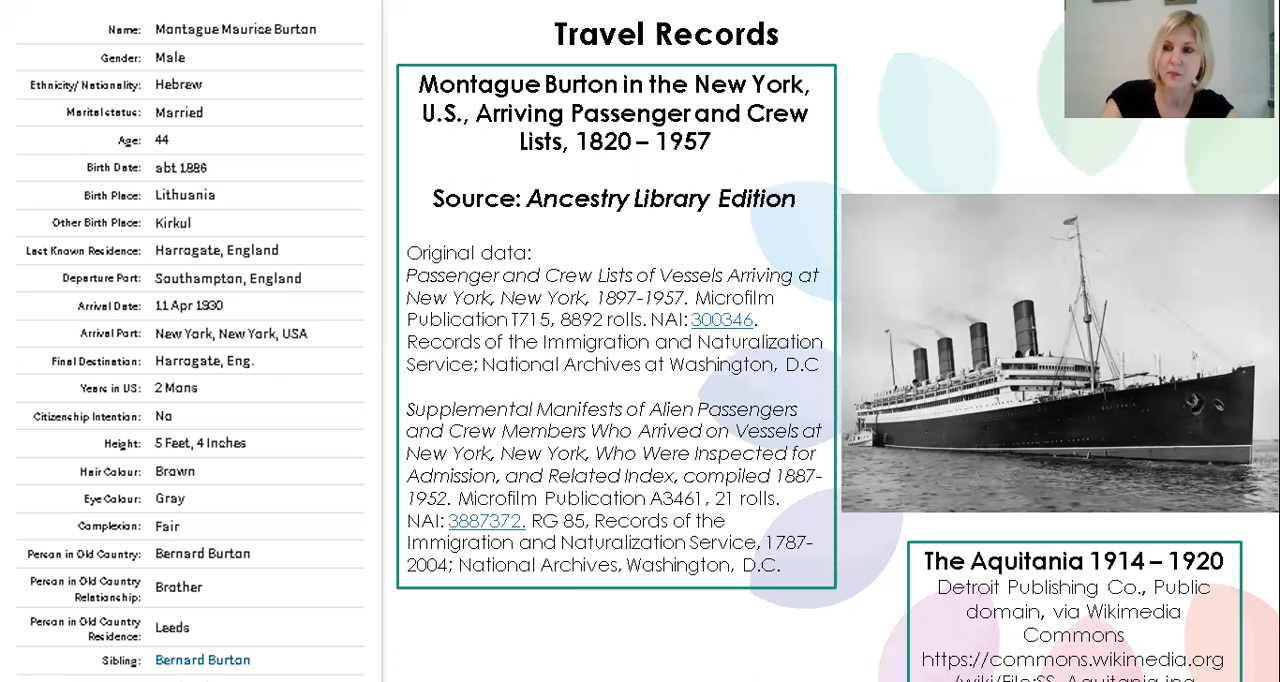 Name: Montague Maurice Burton
Gender: Male
Ethnicity/ Nationality: Hebrew
Marital status: Married
Age: 44
Birth Date: abt 1886
Birth Place: Lithuania
Other Birth Place: Kirkul
Last Known Residence: Harrogate, England
Departure Port: Southampton, England
Arrival Date: 11 Apr 1930
Arrival Port: New York, New York, USA
Final Destination: Harrogate, Eng.
Years in US: 2 Mons
Citizenship Intention: No
Height: 5 Feet, 4 Inches
Hair Colour: Brown
Eye Colour: Gray
Complexion: Fair
Person in Old Country: Bernard Burton
Person in Old Country
Relationship: Brother
Person in Old Country
Residence: Leeds
Sibling: Bernard Burton
Travel Records
Montague Burton in the New York,
U.S., Arriving Passenger and Crew
Lists, 1820 – 1957
Source: Ancestry Library Edition
Original data:
Passenger and Crew Lists of Vessels Arriving at
New York, New York, 1897-1957. Microfilm
Publication T715, 8892 rolls. NAI: 300346.
Records of the Immigration and Naturalization
Service; National Archives at Washington, D.C
Supplemental Manifests of Alien Passengers
and Crew Members Who Arrived on Vessels at
New York, New York, Who Were Inspected for
Admission, and Related Index, compiled 1887-
1952. Microfilm Publication A3461, 21 rolls.
NAI: 3887372. RG 85, Records of the
Immigration and Naturalization Service, 1787-
2004; National Archives, Washington, D.C.
The Aquitania 1914 – 1920
Detroit Publishing Co., Public
domain, via Wikimedia
Commons
https://commons.wikimedia.org
/wiki/File:SS_Aquitania.jpg